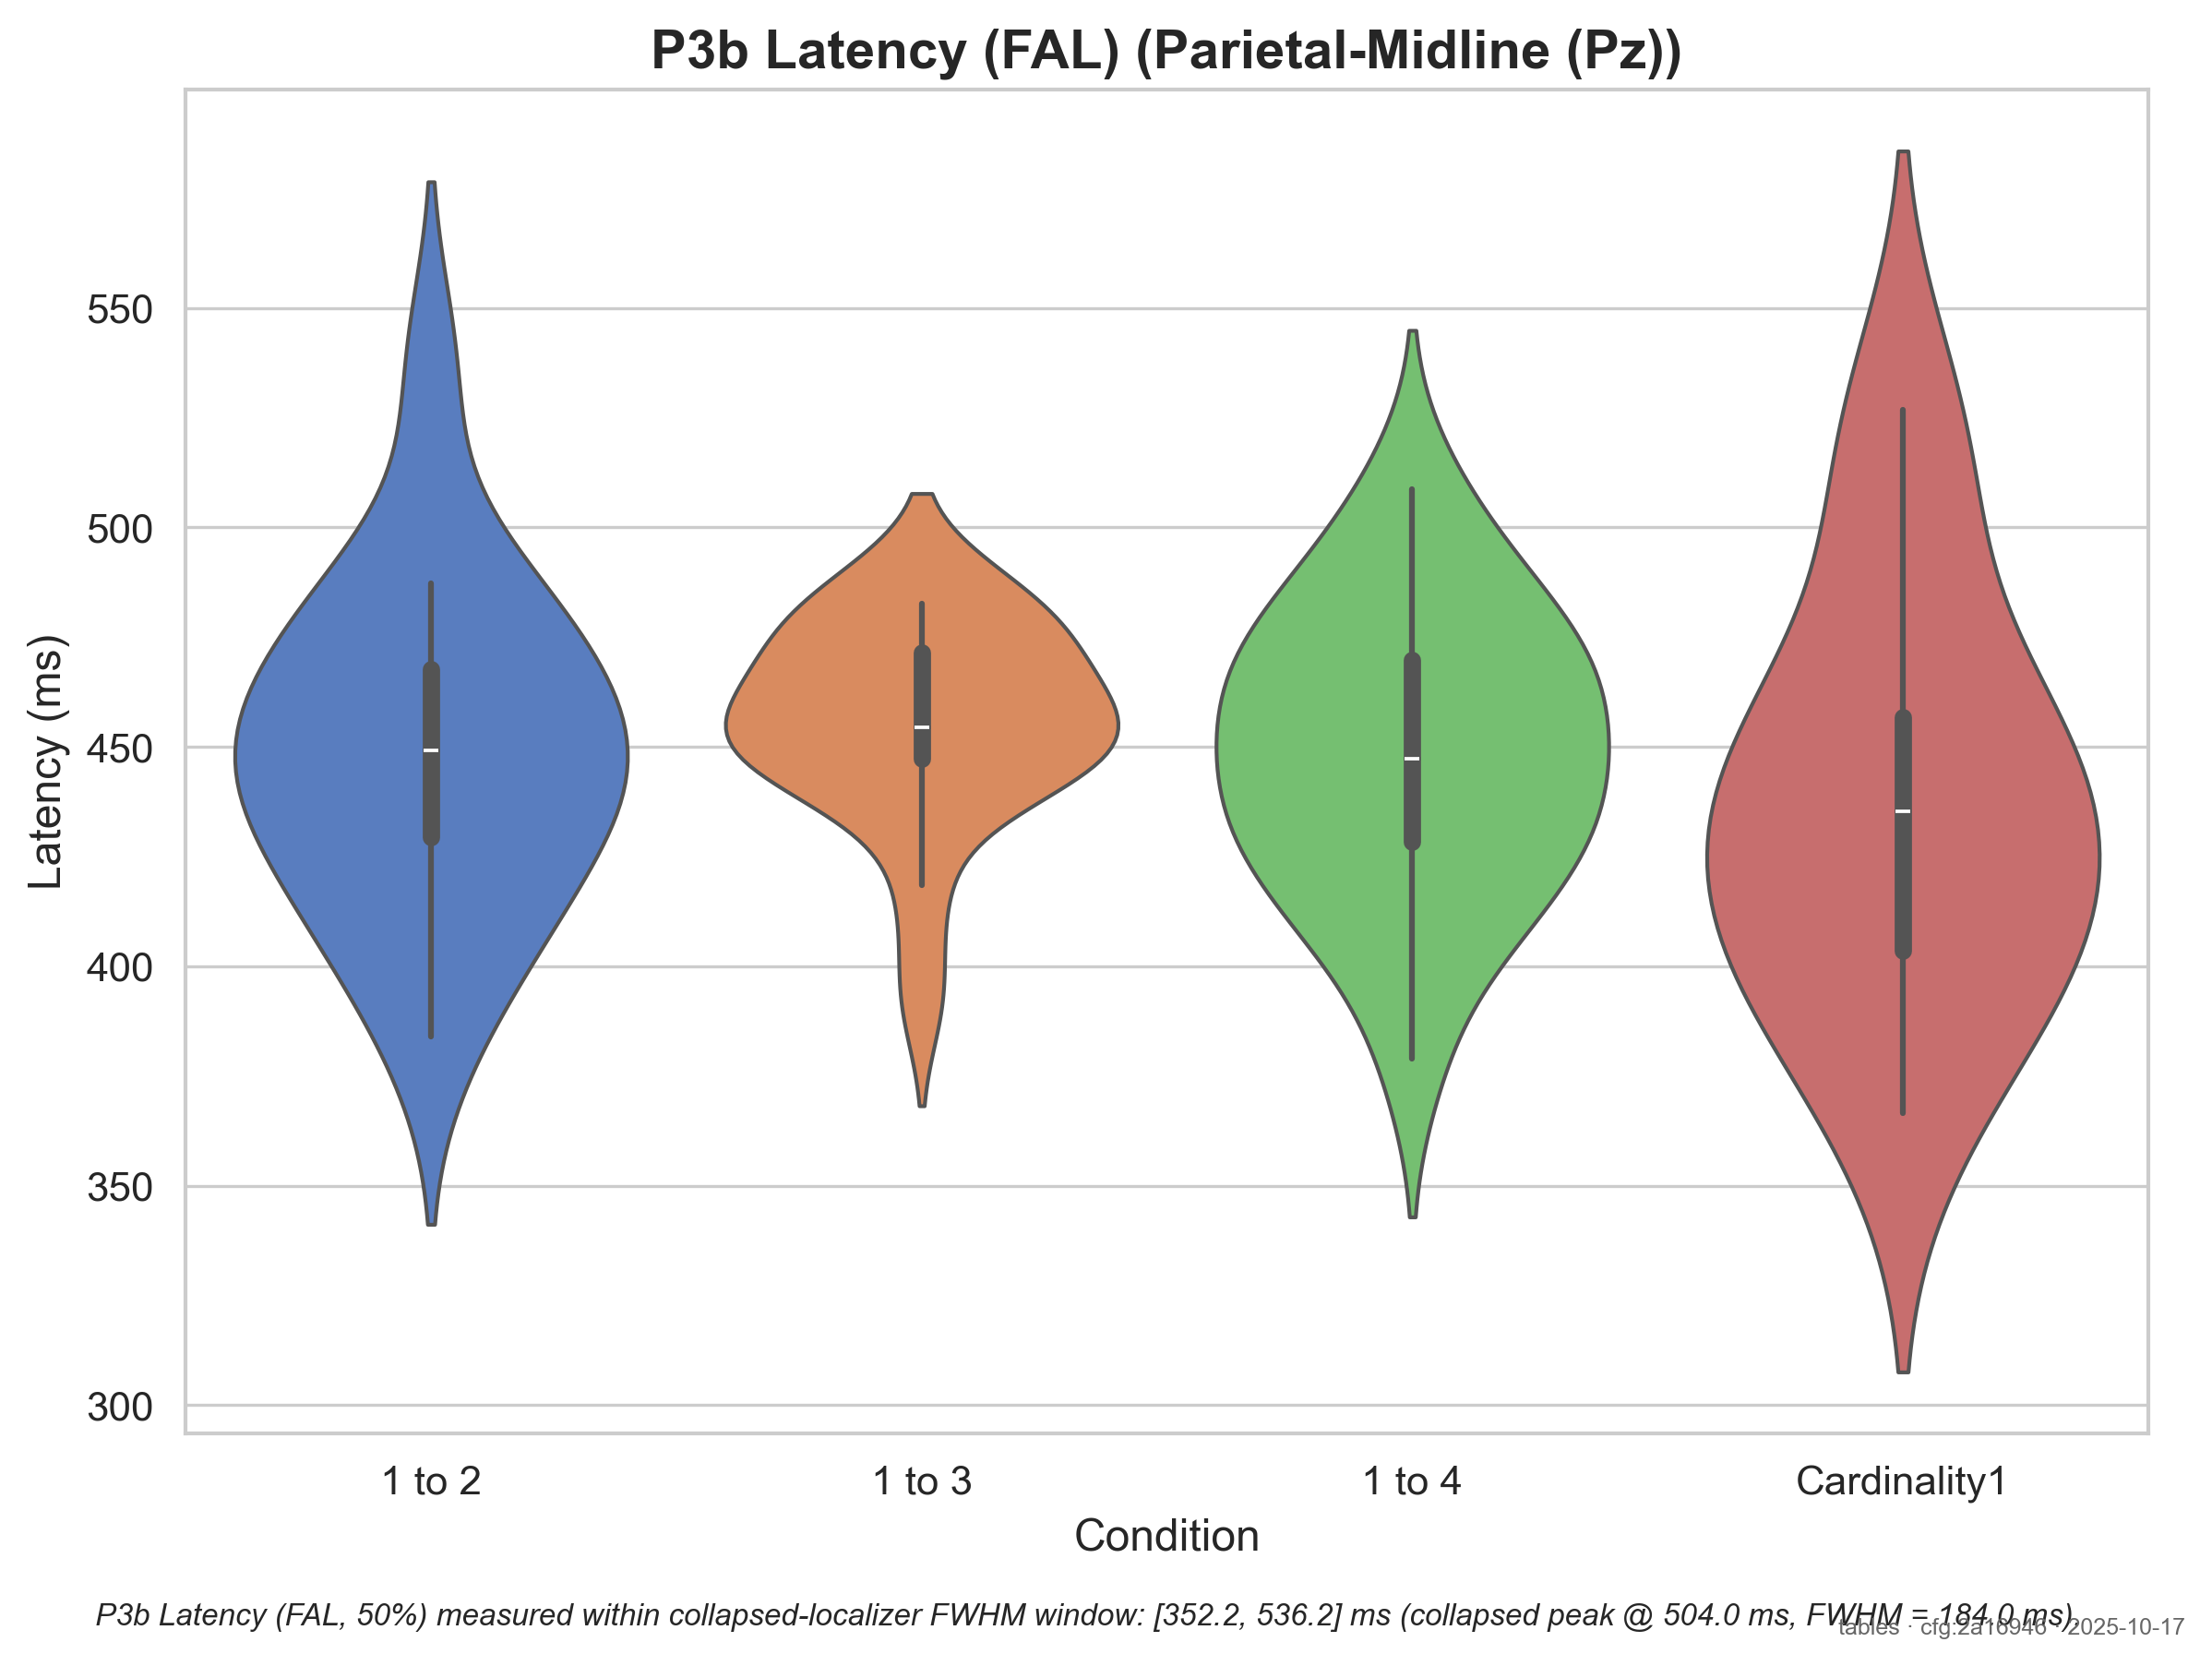 P3b Latency (FAL) (Parietal-Midline (Pz))
Latency (ms)
550
500
450
400
350
300
1 to 2
1 to 3
1 to 4
Cardinality1
Condition
P3b Latency (FAL, 50%) measured within collapsed-localizer FWHM window: [352.2, 536.2] ms (collapsed peak @ 504.0 ms, FWHM = 184.0 ms).
tables · cfg:2a16946 · 2025-10-17